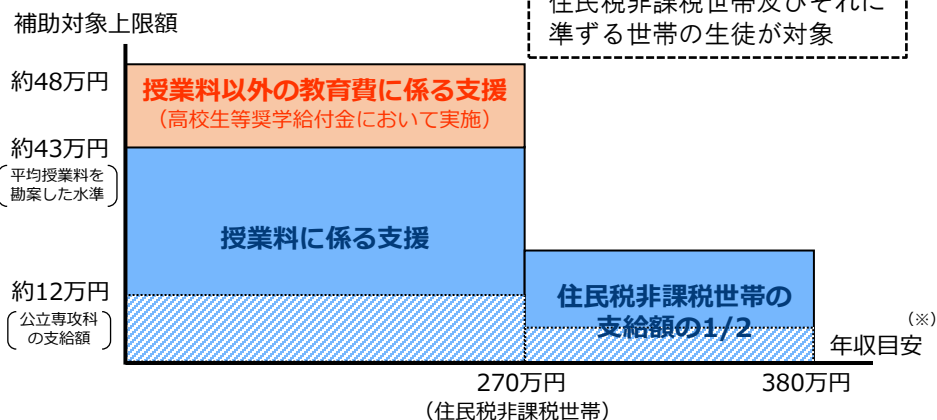 住民税非課税世帯及びそれに
準ずる世帯の生徒が対象
補助対象上限額
約48万円
授業料以外の教育費に係る支援
（高校生等奨学給付金において実施）
約43万円
平均授業料を
勘案した水準
授業料に係る支援
約12万円
公立専攻科
の支給額
住民税非課税世帯の
支給額の1/2
（※）
年収目安
270万円
（住民税非課税世帯）
380万円